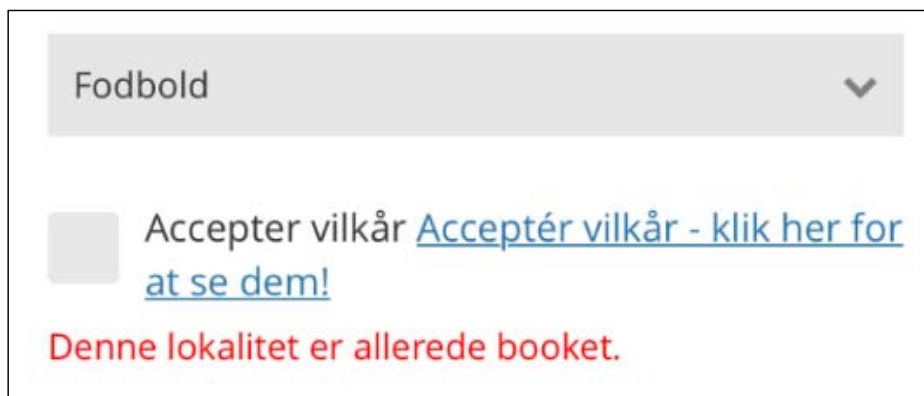 Fodbold
Accepter vilkår Acceptér vilkår - klik her for
at se dem!
Denne lokalitet er allerede booket.